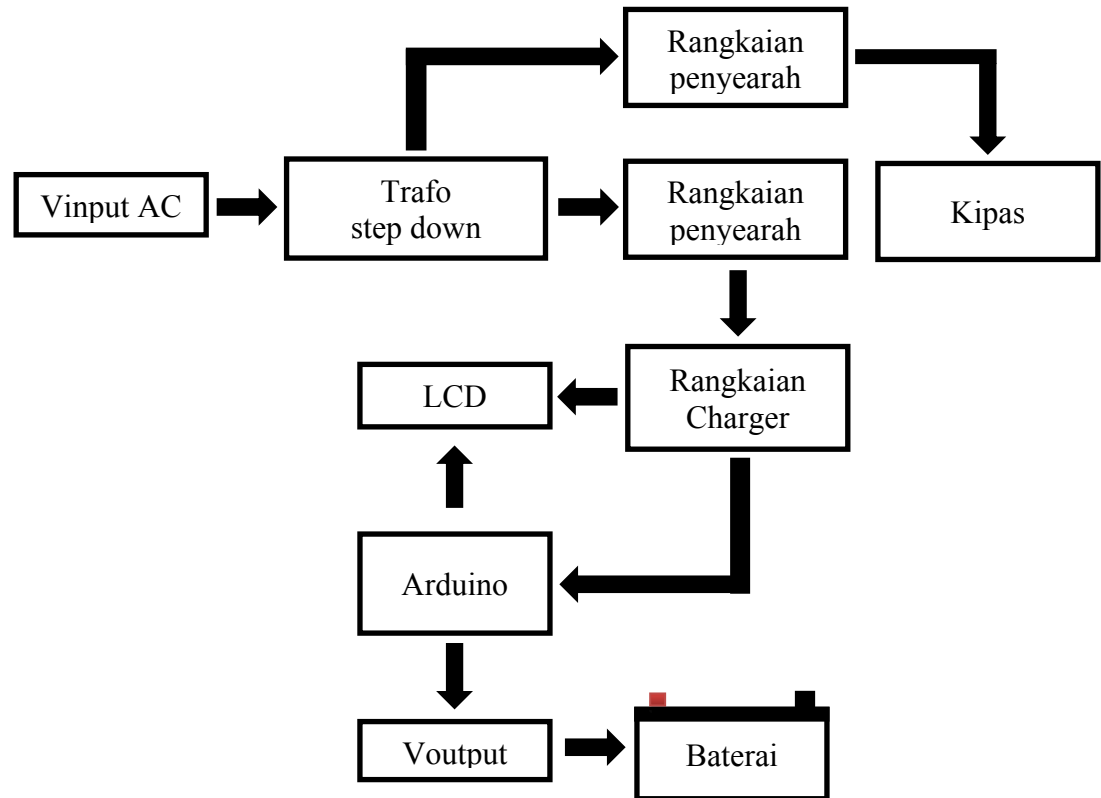 Rangkaian
penyearah
Vinput AC
Trafo
step down
Rangkaian
penyearah
Kipas
LCD
Rangkaian
Charger
Arduino
Voutput
Baterai